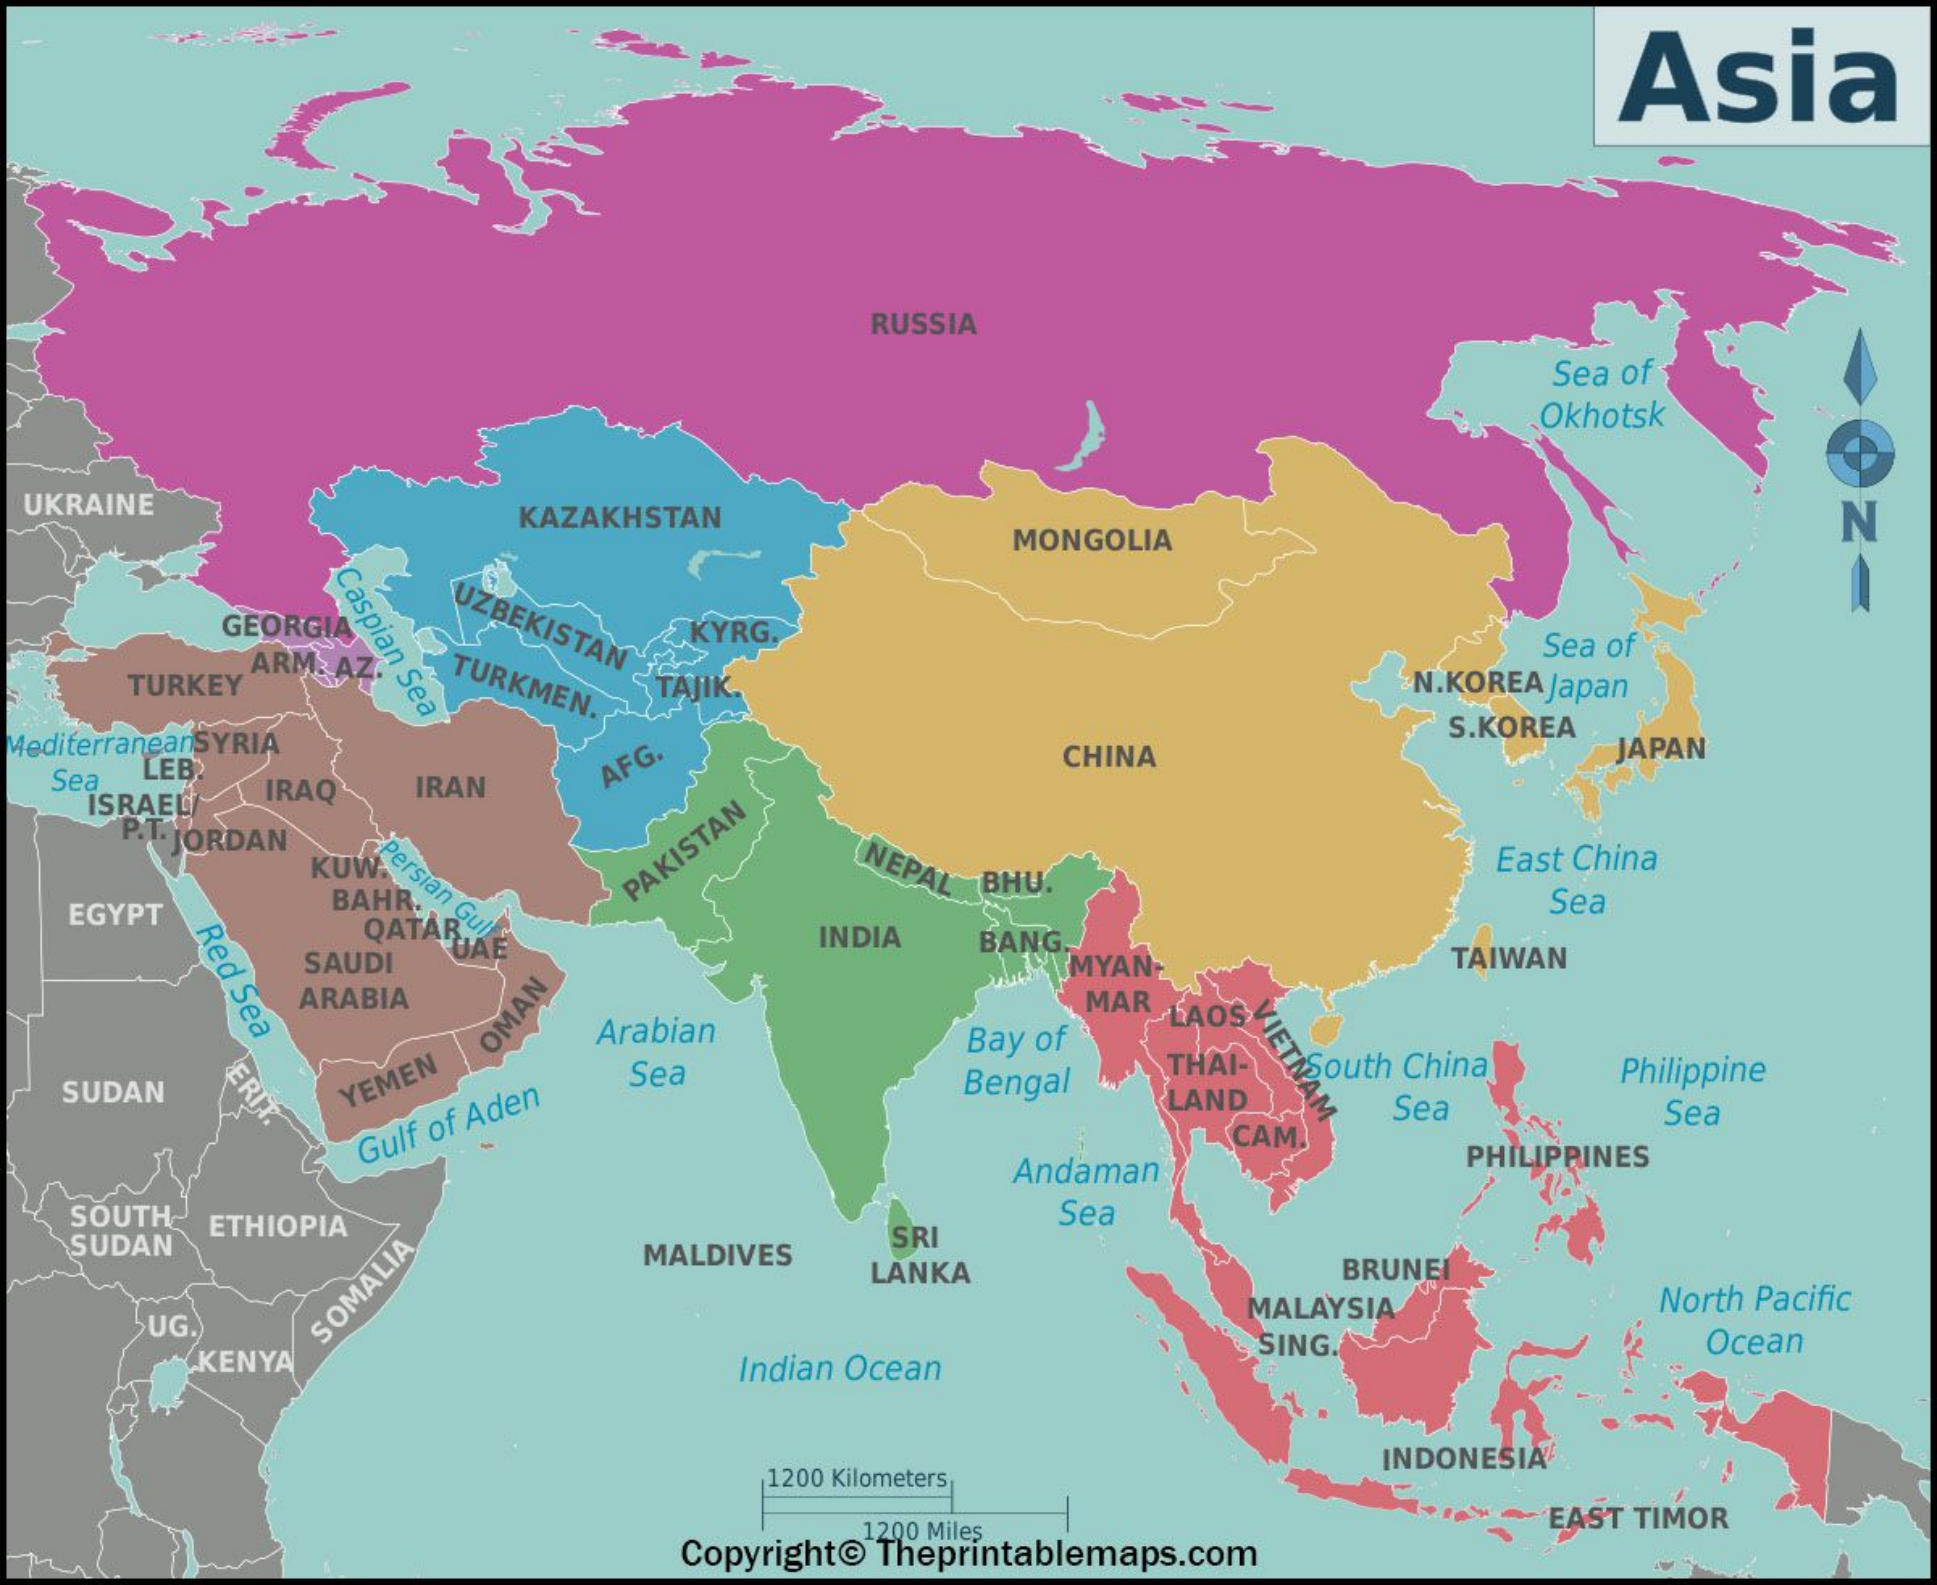 Asia
RUSSIA
Sea of
Okhotsk
UKRAINE
KAZAKHSTAN
MONGOLIA
N
Caspian Sea
UZBEKISTAN
GEORGIA
KYRG.
Sea of
Japan
ARM.
AZ.
TURKEY
TURKMEN.
TAJIK.
N.KOREA
S.KOREA
JAPAN
Mediterranean
Sea
SYRIA
LEB.
IRAQ
IRAN
AFG.
CHINA
ISRAEL/
P.T.
JORDAN
PAKISTAN
KUW.
Persian Gulf
BAHR.
QATAR
UAE
NEPAL
BHU.
East China
Sea
EGYPT
Red Sea
INDIA
BANG.
SAUDI
ARABIA
OMAN
MYAN-
MAR
TAIWAN
LAOS
VIETNAM
Arabian
Sea
Bay of
Bengal
THAI-
LAND
South China
Sea
Philippine
Sea
SUDAN
ERIT.
YEMEN
Gulf of Aden
CAM.
PHILIPPINES
Andaman
Sea
SOUTH
SUDAN
ETHIOPIA
SOMALIA
MALDIVES
SRI
LANKA
BRUNEI
MALAYSIA
SING.
North Pacific
Ocean
UG.
KENYA
Indian Ocean
INDONESIA
EAST TIMOR
1200 Kilometers
1200 Miles
Copyright© Theprintablemaps.com